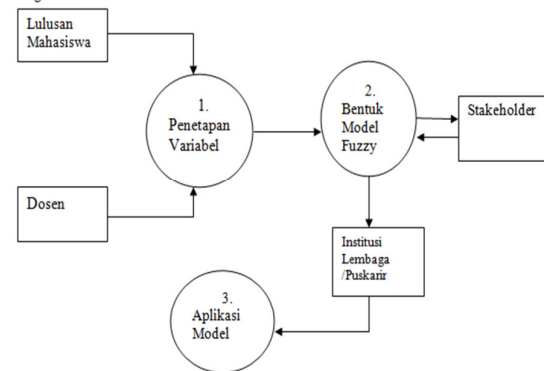 Lulusan
Mahasiswa
1.
Penetapan
Variabel
2.
Bentuk
Model
Fuzzy
Stakeholder
Dosen
Institusi
Lembaga
/Puskarir
3.
Aplikasi
Model